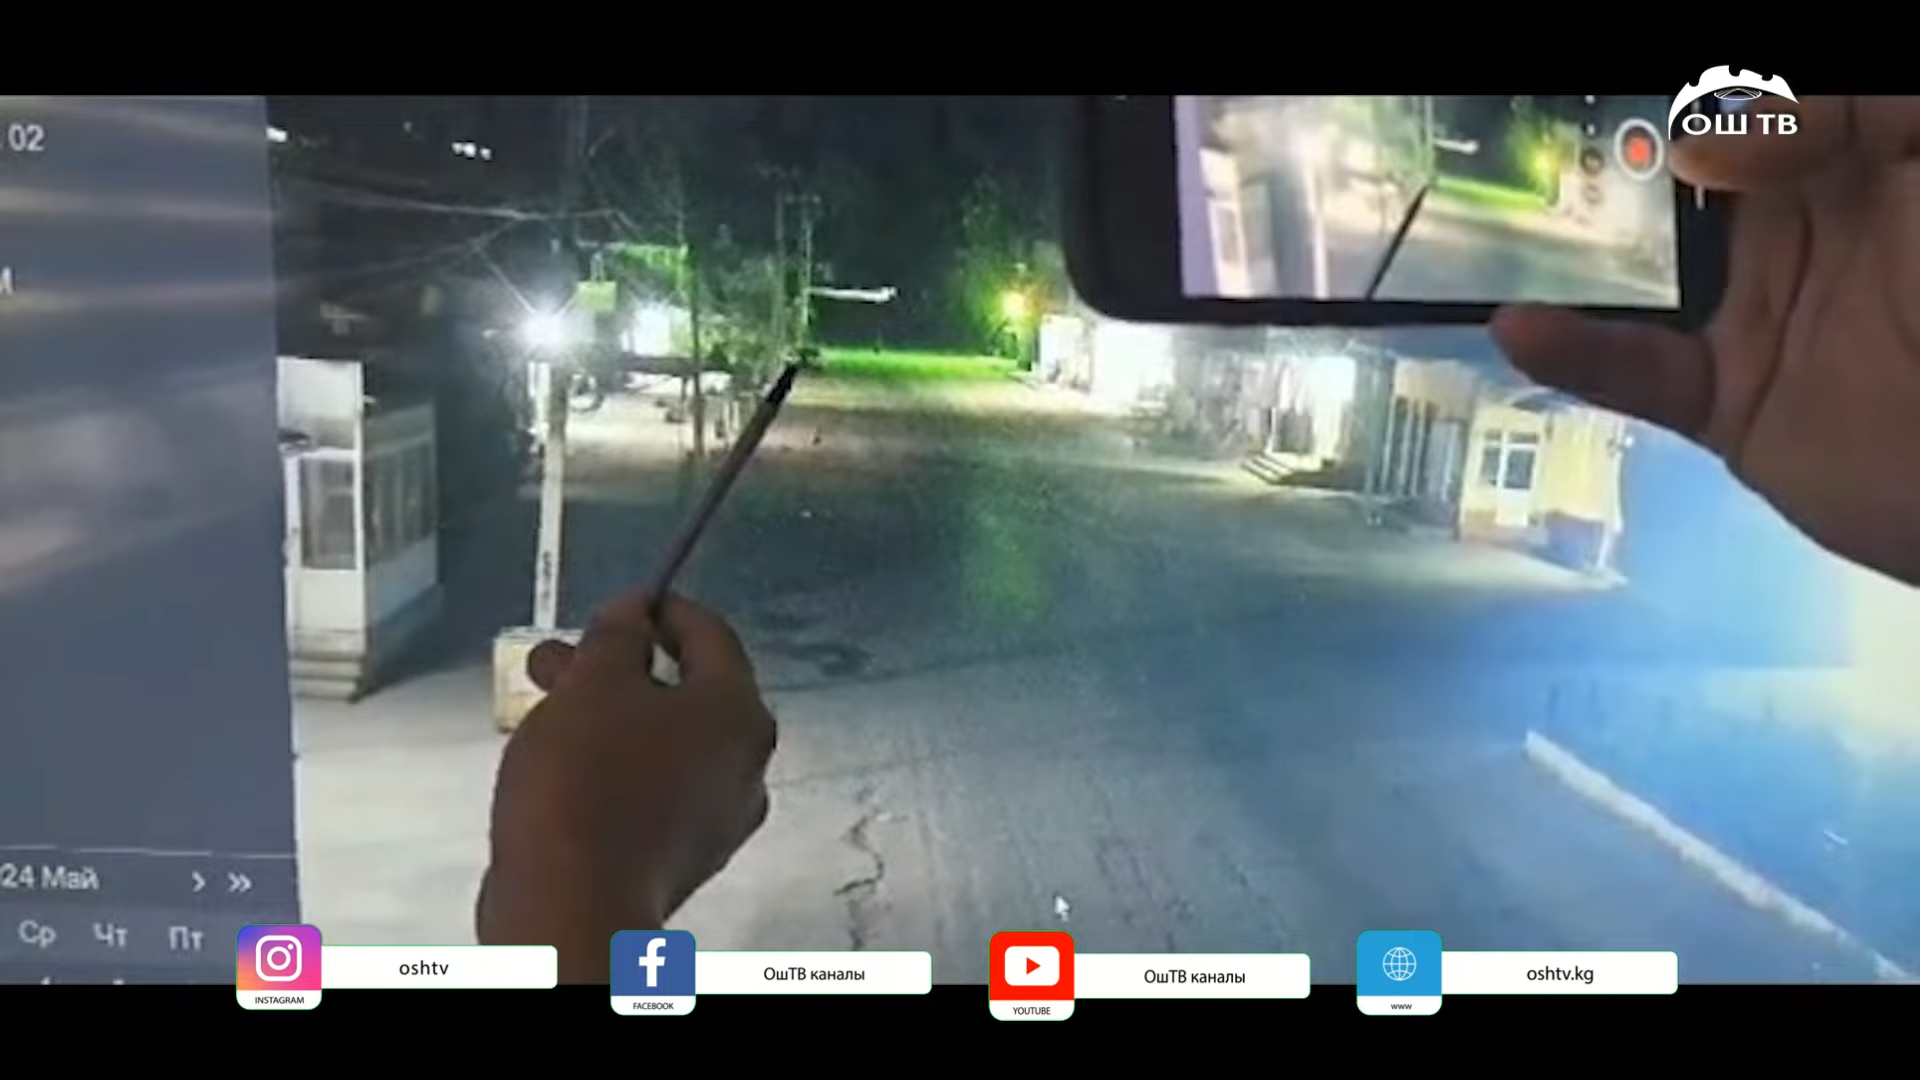 02
ОШ ТВ
24 Май
Ср Чт Пт
oshtv
INSTAGRAM
ОшТВ каналы
FACEBOOK
ОшТВ каналы
YOUTUBE
oshtv.kg
www